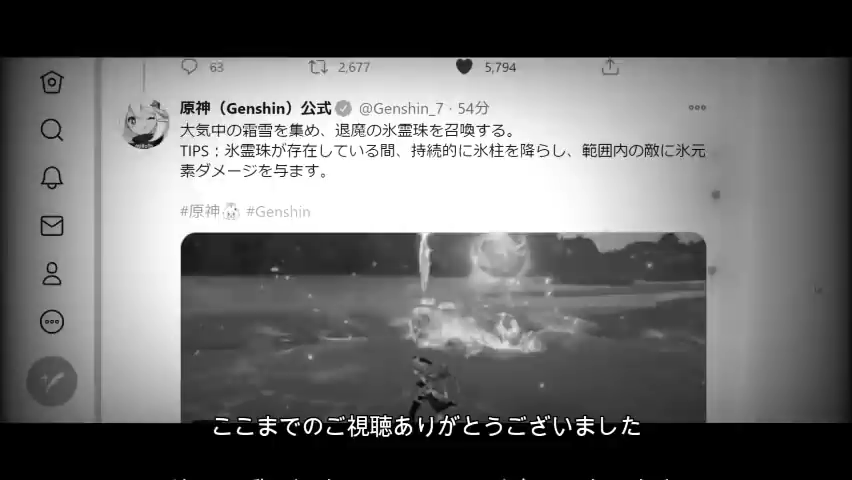 63 2,677 5,794
原神（Genshin）公式 @Genshin_7・54分
大気中の霜雪を集め、退廃の氷霊珠を召喚する。
TIPS：氷霊珠が存在している間、持続的に氷柱を降らし、範囲内の敵に氷元
素ダメージを与ます。
#原神 #Genshin
ここまでのご視聴ありがとうございました